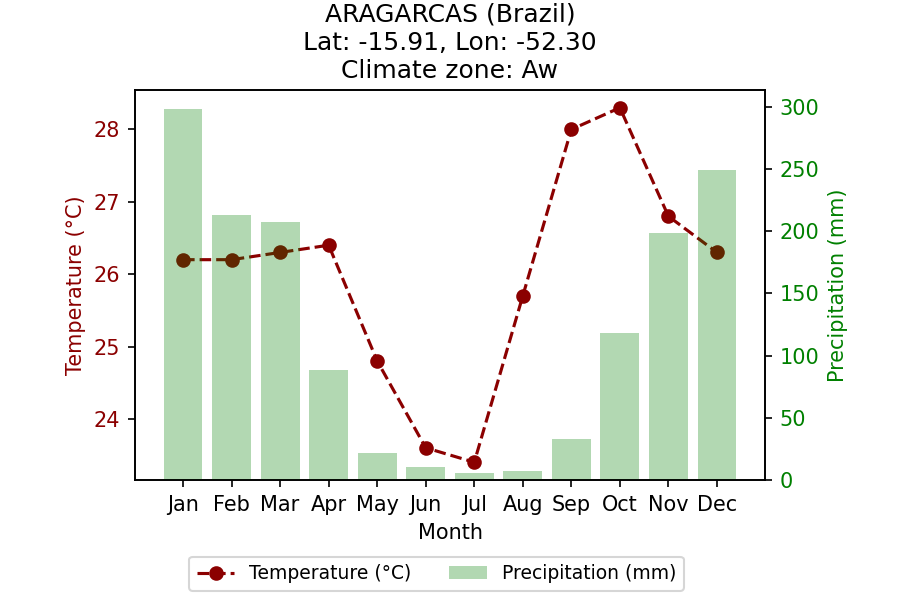 ARAGARCAS (Brazil)
Lat: -15.91, Lon: -52.30
Climate zone: Aw
Temperature (°C)
28
27
26
25
24
300
250
200
150
100
50
0
Precipitation (mm)
Jan Feb Mar Apr May Jun Jul Aug Sep Oct Nov Dec
Month
Temperature (°C) Precipitation (mm)